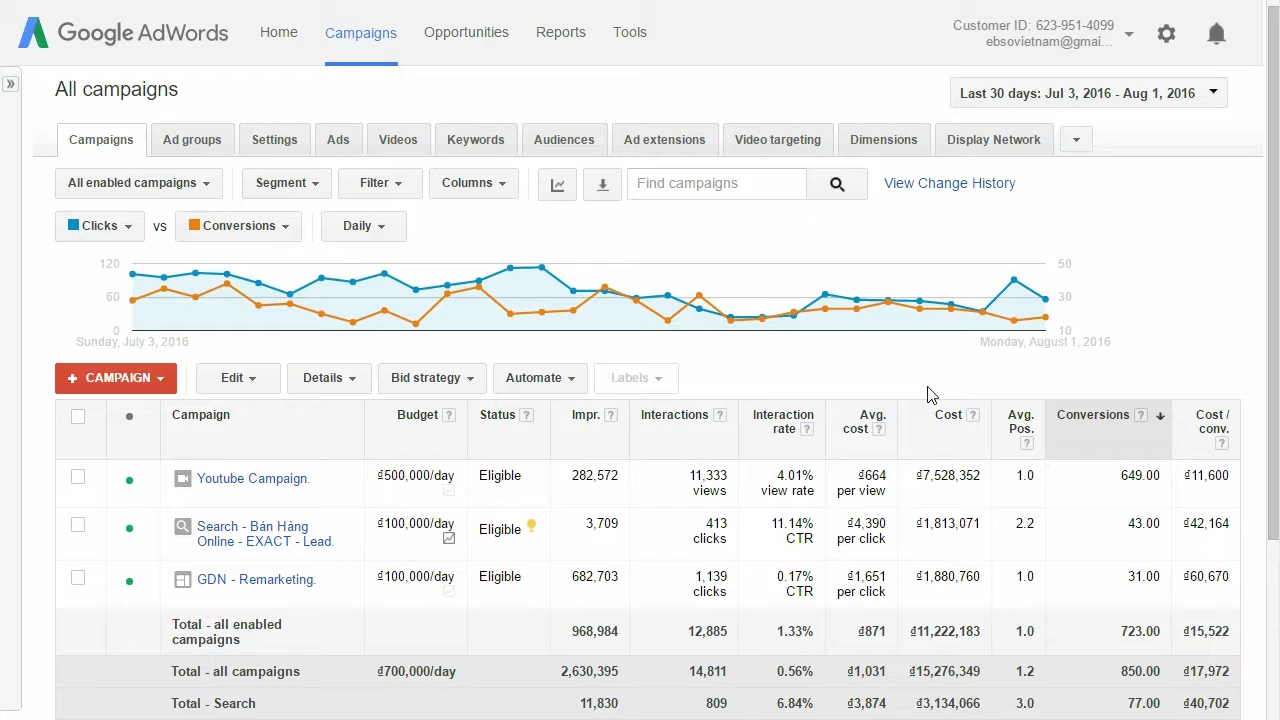 Google AdWords
Home Campaigns Opportunities Reports Tools
Customer ID: 623-951-4099
ebsovietnam@gmai...
All campaigns
Last 30 days: Jul 3, 2016 - Aug 1, 2016
Campaigns Ad groups Settings Ads Videos Keywords Audiences Ad extensions Video targeting Dimensions Display Network
All enabled campaigns Segment Filter Columns Find campaigns View Change History
Clicks vs Conversions Daily
120 50
60 30
0 10
Sunday, July 3, 2016 Monday, August 1, 2016
+ CAMPAIGN Edit Details Bid strategy Automate Labels
Campaign Budget ? Status ? Impr. ? Interactions ? Interaction rate ? Avg. cost ? Cost ? Avg. Pos. ? Conversions ? Cost / conv. ?
Youtube Campaign. ₫500,000/day Eligible 282,572 11,333 views 4.01% view rate ₫664 per view ₫7,528,352 1.0 649.00 ₫11,600
Search - Bán Hàng Online - EXACT - Lead. ₫100,000/day Eligible 3,709 413 clicks 11.14% CTR ₫4,390 per click ₫1,813,071 2.2 43.00 ₫42,164
GDN - Remarketing. ₫100,000/day Eligible 682,703 1,139 clicks 0.17% CTR ₫1,651 per click ₫1,880,760 1.0 31.00 ₫60,670
Total - all enabled campaigns 968,984 12,885 1.33% ₫871 ₫11,222,183 1.0 723.00 ₫15,522
Total - all campaigns ₫700,000/day 2,630,395 14,811 0.56% ₫1,031 ₫15,276,349 1.2 850.00 ₫17,972
Total - Search 11,830 809 6.84% ₫3,874 ₫3,134,066 3.0 77.00 ₫40,702